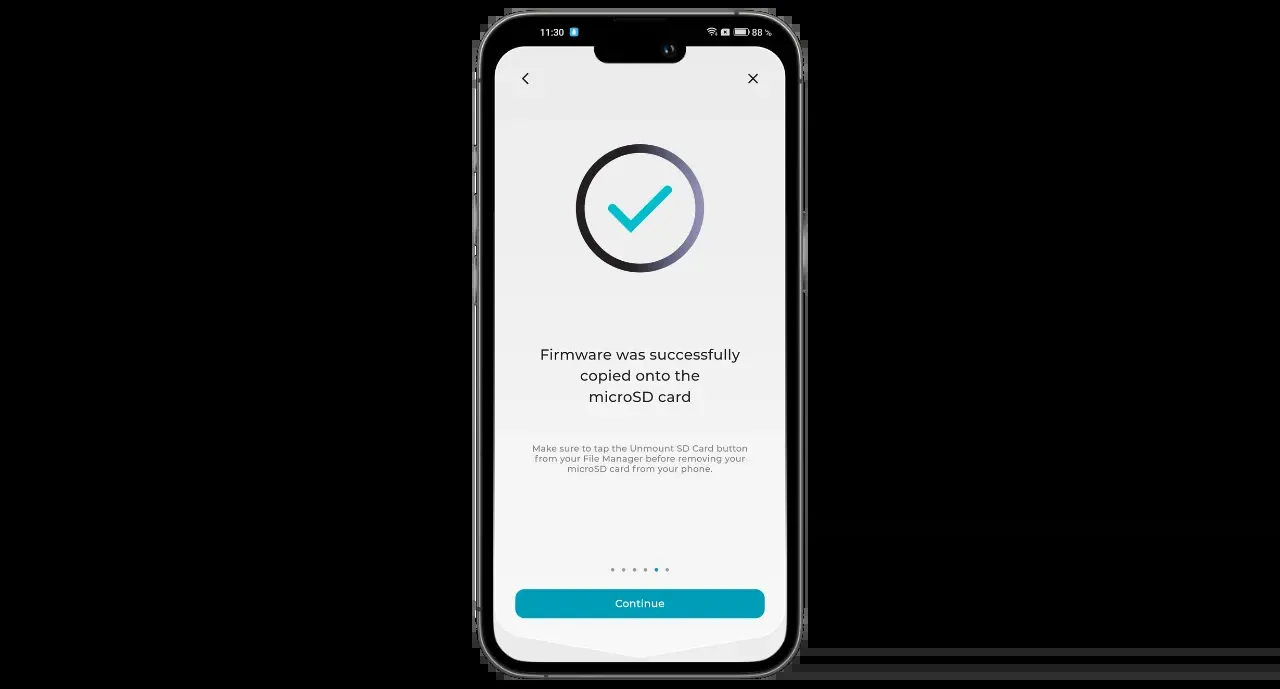 11:30
88 %
Firmware was successfully
copied onto the
microSD card
Make sure to tap the Unmount SD Card button
from your File Manager before removing your
microSD card from your phone.
Continue